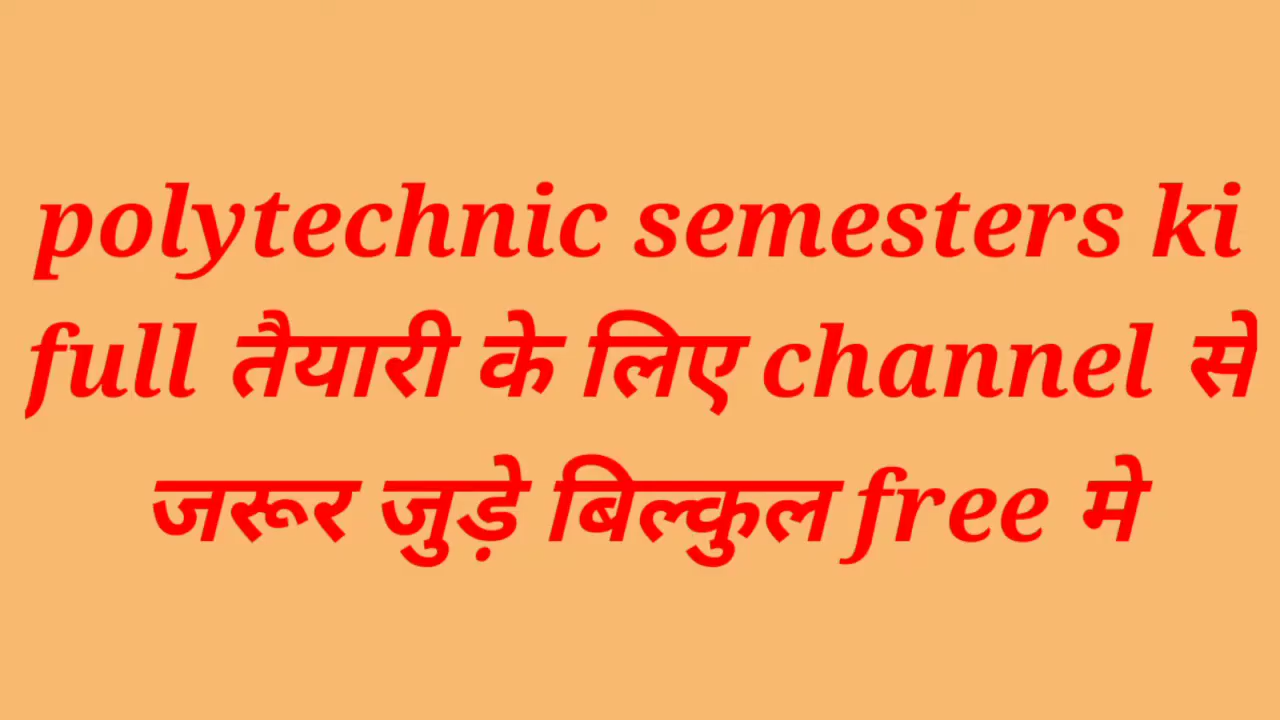 polytechnic semesters ki
full तैयारी के लिए channel से
जरूर जुड़े बिल्कुल free मे